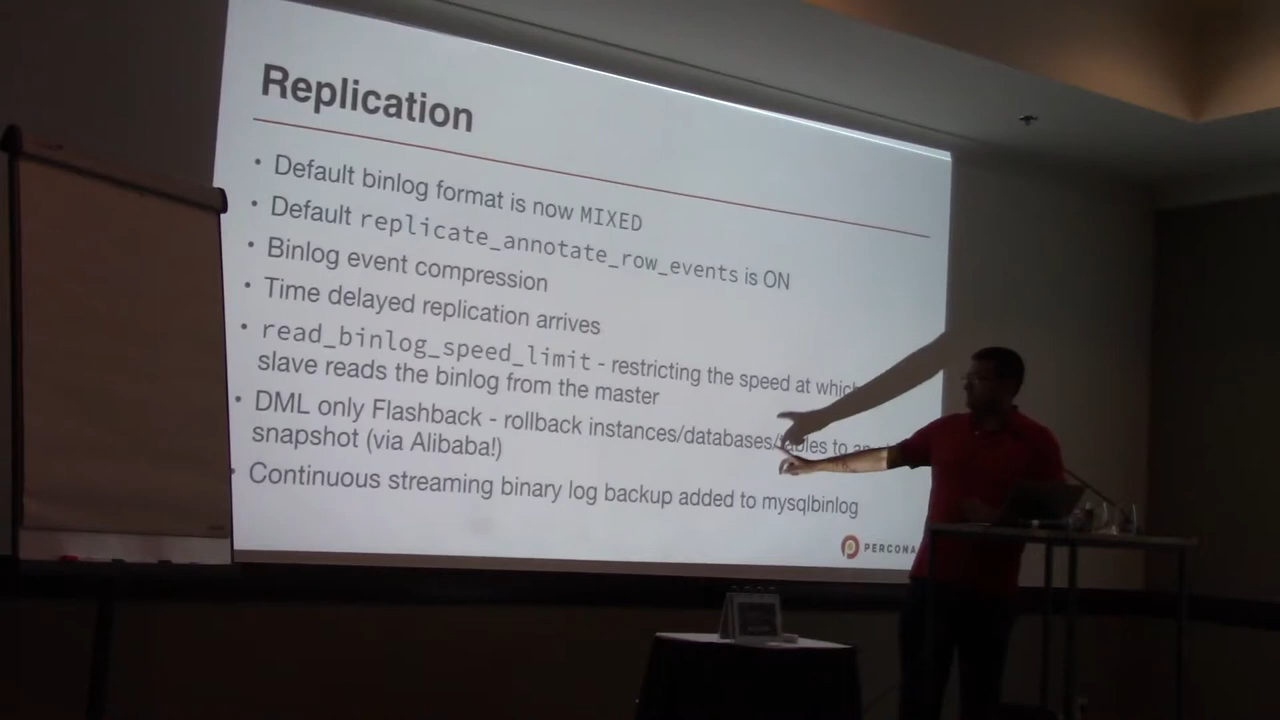 Replication
• Default binlog format is now MIXED
• Default replicate_annotate_row_events is ON
• Binlog event compression
• Time delayed replication arrives
• read_binlog_speed_limit - restricting the speed at which
slave reads the binlog from the master
• DML only Flashback - rollback instances/databases/tables to
snapshot (via Alibaba!)
• Continuous streaming binary log backup added to mysqlbinlog
PERCONA